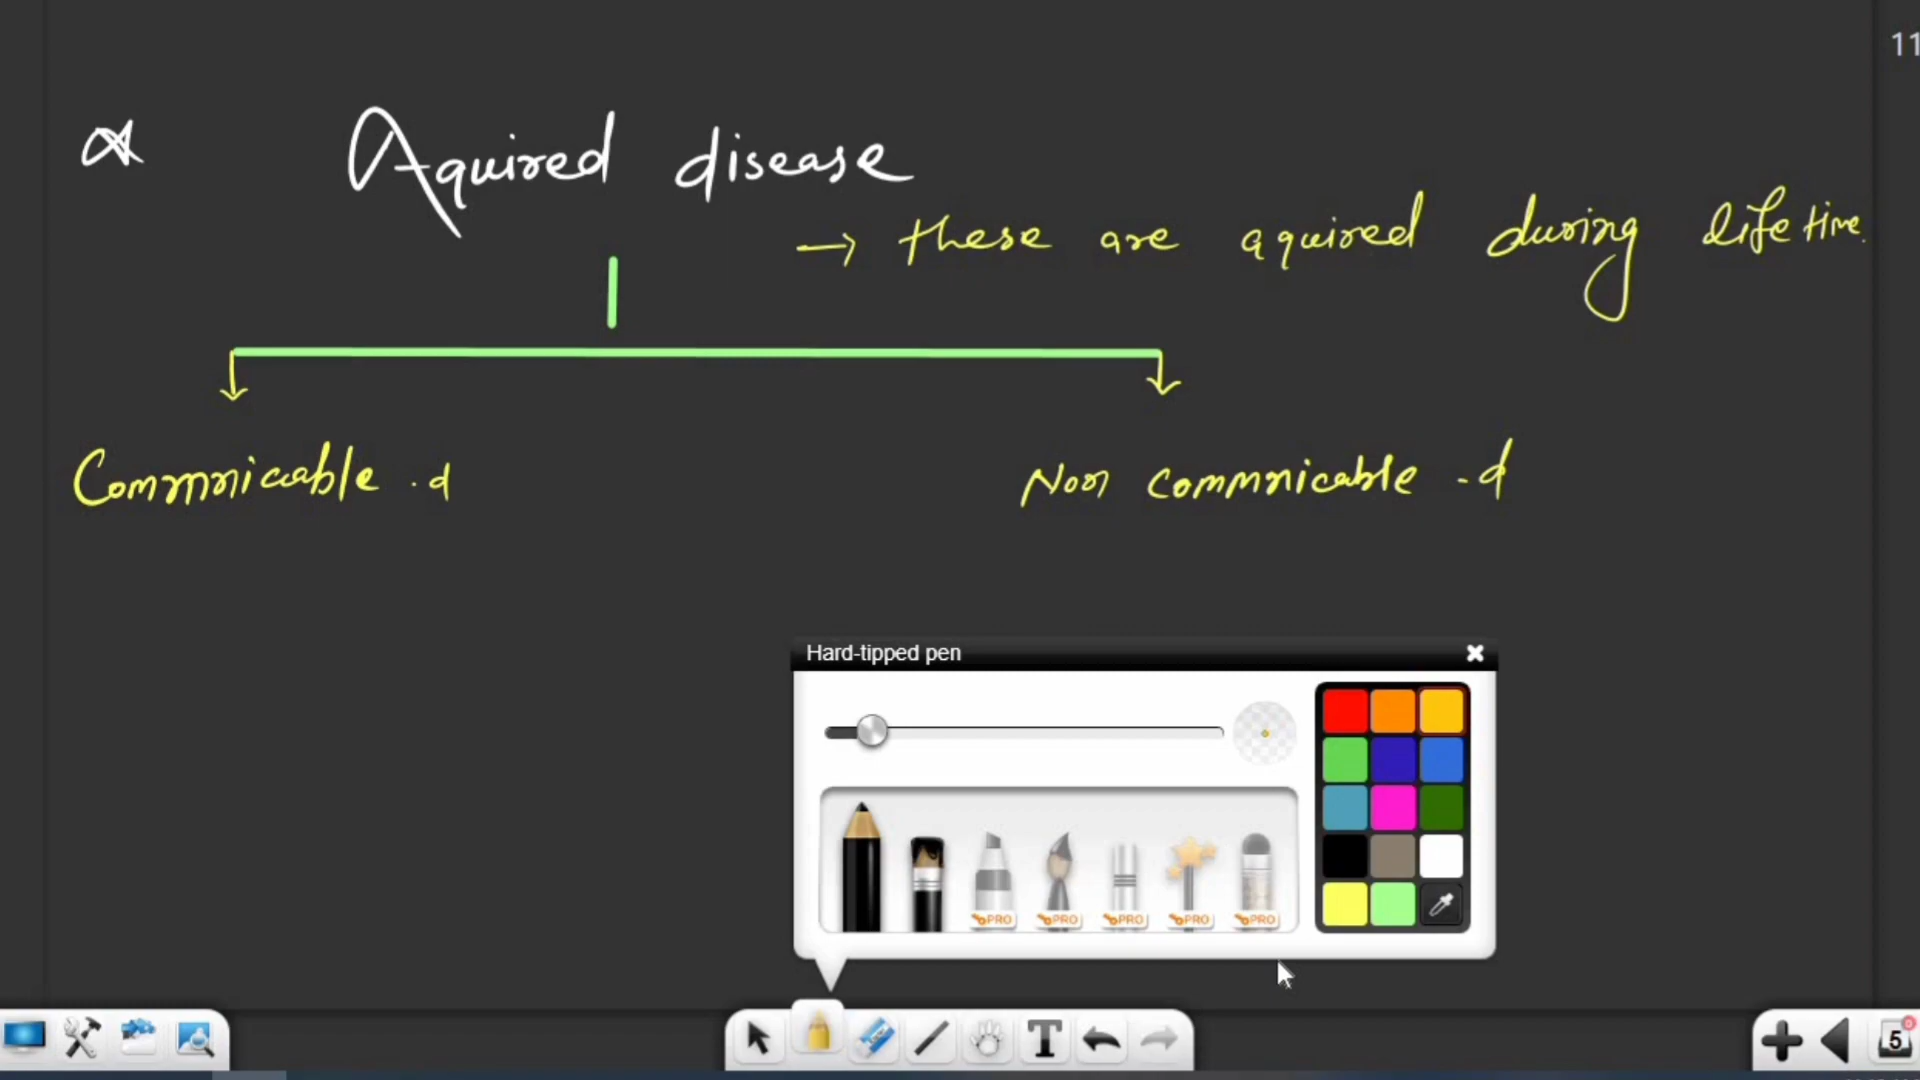 11
Aquired disease
→ these are aquired during life time.
Commnicable .d
Non commnicable .d
Hard-tipped pen
PRO PRO PRO PRO PRO
T
5